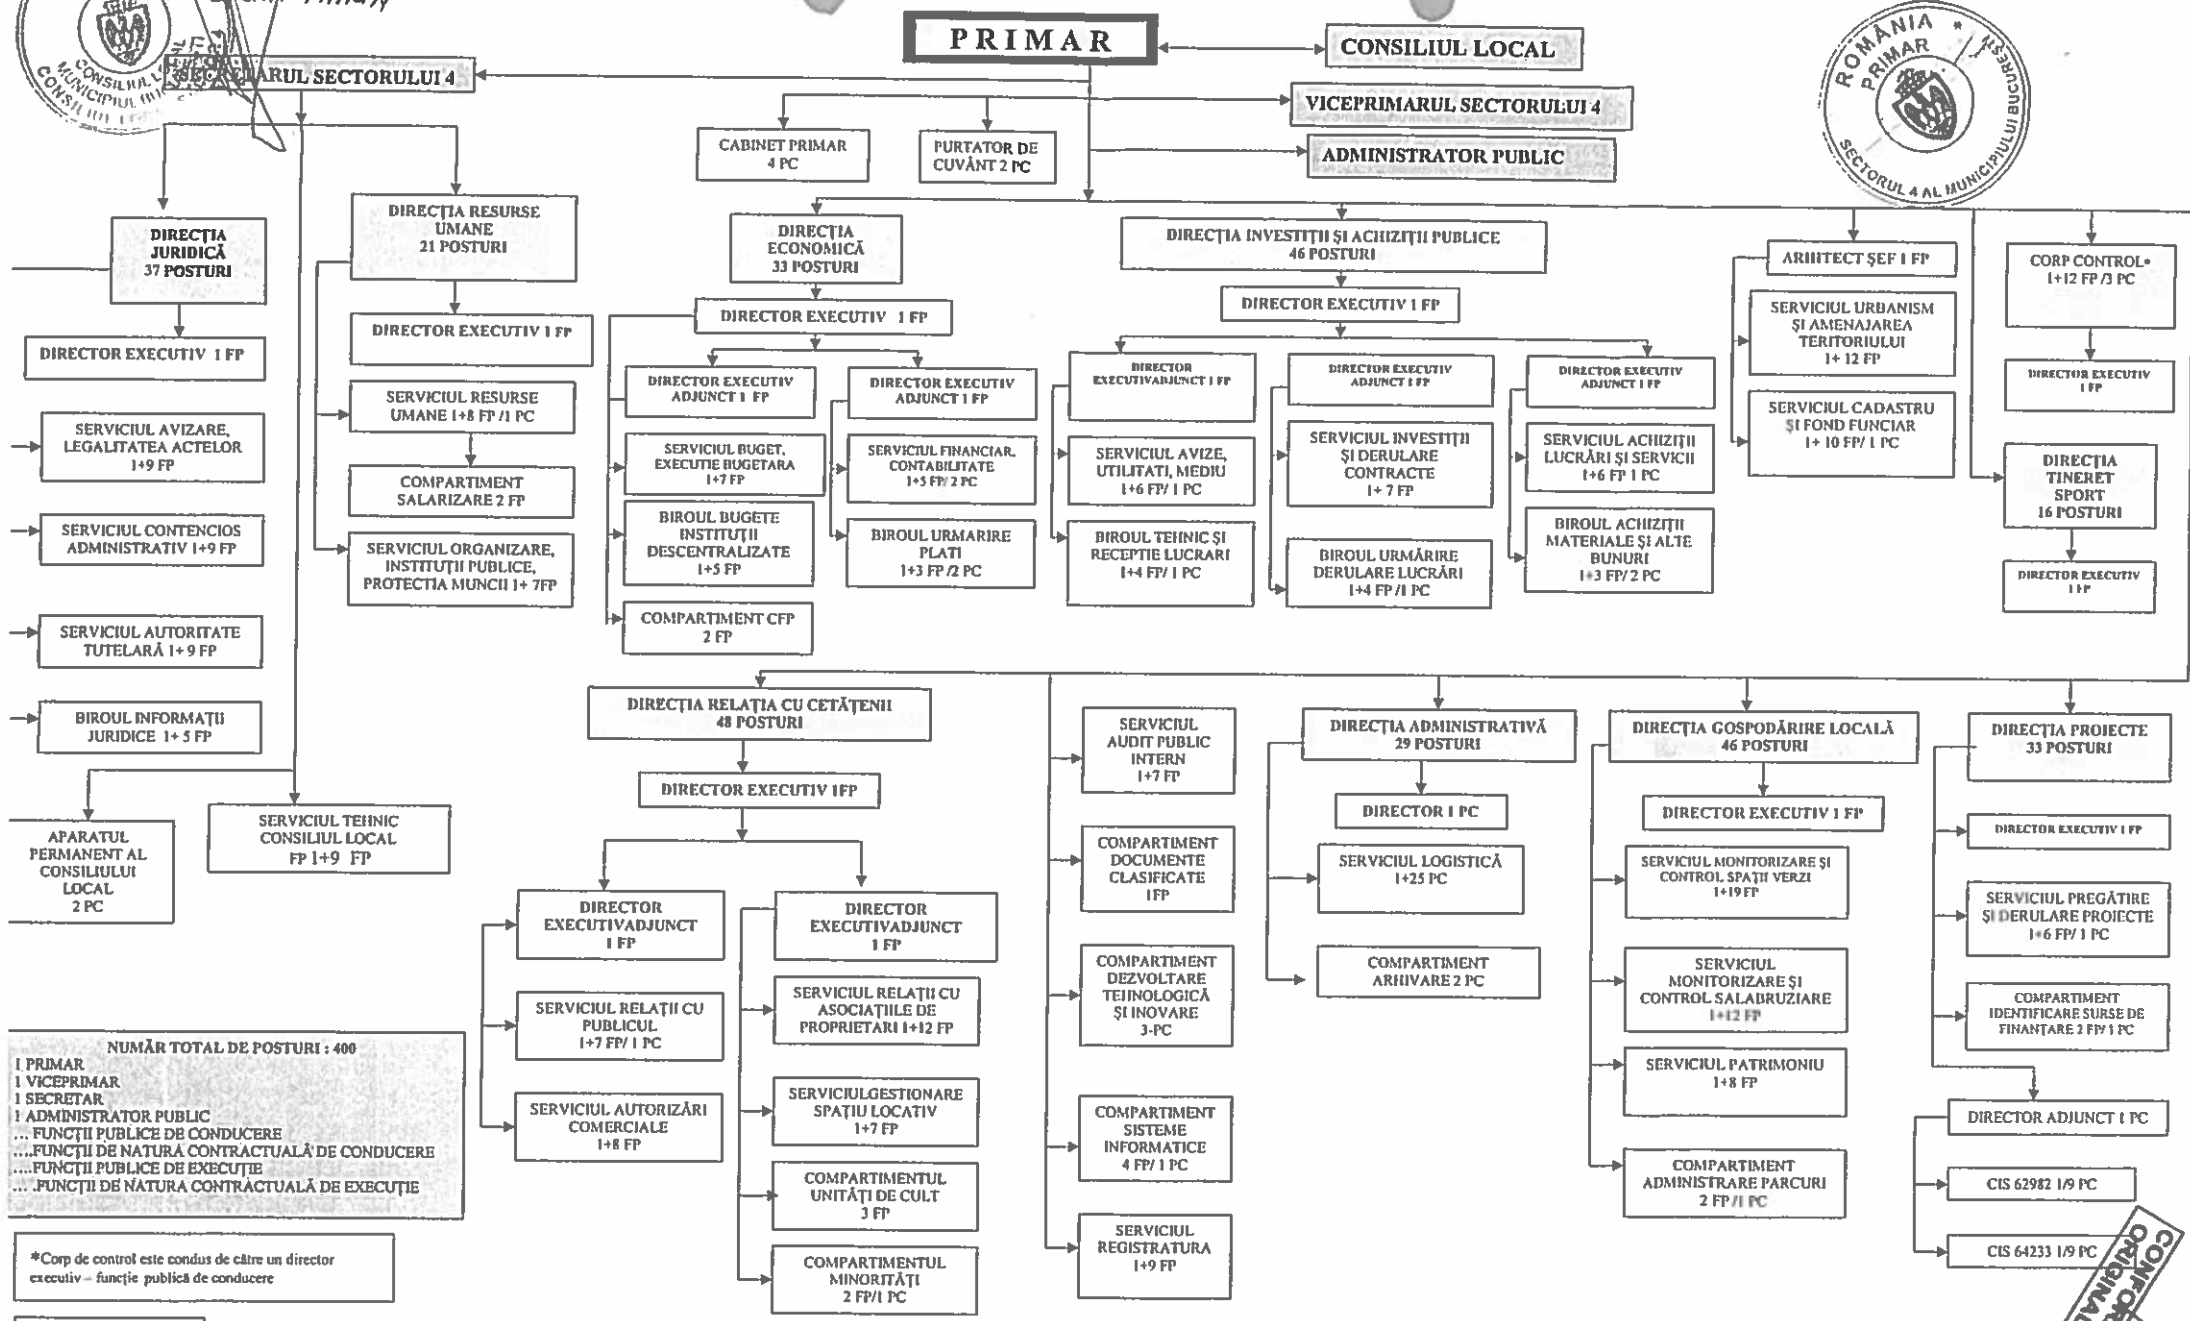 PRIMAR
CONSILIUL LOCAL
SECRETARUL SECTORULUI 4
VICEPRIMARUL SECTORULUI 4
ADMINISTRATOR PUBLIC
CABINET PRIMAR
4 PC
PURTATOR DE
CUVÂNT 2 PC
ROMÂNIA *
PRIMAR
SECTORUL 4 AL MUNICIPIULUI BUCUREȘTI
DIRECȚIA
JURIDICĂ
37 POSTURI
DIRECTOR EXECUTIV 1 FP
SERVICIUL AVIZARE,
LEGALITATEA ACTELOR
1+9 FP
SERVICIUL CONTENCIOS
ADMINISTRATIV 1+9 FP
SERVICIUL AUTORITATE
TUTELARĂ 1+ 9 FP
BIROUL INFORMAȚII
JURIDICE 1+ 5 FP
APARATUL
PERMANENT AL
CONSILIULUI
LOCAL
2 PC
SERVICIUL TEHNIC
CONSILIUL LOCAL
FP 1+9 FP
DIRECȚIA RESURSE
UMANE
21 POSTURI
DIRECTOR EXECUTIV 1 FP
SERVICIUL RESURSE
UMANE 1+8 FP /1 PC
COMPARTIMENT
SALARIZARE 2 FP
SERVICIUL ORGANIZARE,
INSTITUȚII PUBLICE,
PROTECTIA MUNCII 1+ 7FP
DIRECȚIA
ECONOMICĂ
33 POSTURI
DIRECTOR EXECUTIV 1 FP
DIRECTOR EXECUTIV
ADJUNCT 1 FP
SERVICIUL BUGET,
EXECUTIE BUGETARA
1+7 FP
BIROUL BUGETE
INSTITUȚII
DESCENTRALIZATE
1+5 FP
COMPARTIMENT CFP
2 FP
DIRECTOR EXECUTIV
ADJUNCT 1 FP
SERVICIUL FINANCIAR,
CONTABILITATE
1+5 FP/ 2 PC
BIROUL URMARIRE
PLATI
1+3 FP /2 PC
DIRECȚIA INVESTIȚII ȘI ACHIZIȚII PUBLICE
46 POSTURI
DIRECTOR EXECUTIV 1 FP
DIRECTOR
EXECUTIVADJUNCT 1 FP
SERVICIUL AVIZE,
UTILITATI, MEDIU
1+6 FP/ 1 PC
BIROUL TEHNIC ȘI
RECEPTIE LUCRARI
1+4 FP/ 1 PC
DIRECTOR EXECUTIV
ADJUNCT 1 FP
SERVICIUL INVESTIȚII
ȘI DERULARE
CONTRACTE
1+ 7 FP
BIROUL URMĂRIRE
DERULARE LUCRĂRI
1+4 FP /1 PC
DIRECTOR EXECUTIV
ADJUNCT 1 FP
SERVICIUL ACHIZIȚII
LUCRĂRI ȘI SERVICII
1+6 FP 1 PC
BIROUL ACHIZIȚII
MATERIALE ȘI ALTE
BUNURI
1+3 FP/ 2 PC
ARHITECT ȘEF 1 FP
SERVICIUL URBANISM
ȘI AMENAJAREA
TERITORIULUI
1+ 12 FP
SERVICIUL CADASTRU
ȘI FOND FUNCIAR
1+ 10 FP/ 1 PC
CORP CONTROL*
1+12 FP /3 PC
DIRECTOR EXECUTIV
1 FP
DIRECȚIA
TINERET
SPORT
16 POSTURI
DIRECTOR EXECUTIV
1 FP
DIRECȚIA RELAȚIA CU CETĂȚENII
48 POSTURI
DIRECTOR EXECUTIV 1FP
DIRECTOR
EXECUTIVADJUNCT
1 FP
SERVICIUL RELAȚII CU
PUBLICUL
1+7 FP/ 1 PC
SERVICIUL AUTORIZĂRI
COMERCIALE
1+8 FP
DIRECTOR
EXECUTIVADJUNCT
1 FP
SERVICIUL RELAȚII CU
ASOCIAȚIILE DE
PROPRIETARI 1+12 FP
SERVICIULGESTIONARE
SPAȚIU LOCATIV
1+7 FP
COMPARTIMENTUL
UNITĂȚI DE CULT
3 FP
COMPARTIMENTUL
MINORITĂȚI
2 FP/1 PC
SERVICIUL
AUDIT PUBLIC
INTERN
1+7 FP
COMPARTIMENT
DOCUMENTE
CLASIFICATE
1FP
COMPARTIMENT
DEZVOLTARE
TEHNOLOGICĂ
ȘI INOVARE
3-PC
COMPARTIMENT
SISTEME
INFORMATICE
4 FP/ 1 PC
SERVICIUL
REGISTRATURA
1+9 FP
DIRECȚIA ADMINISTRATIVĂ
29 POSTURI
DIRECTOR 1 PC
SERVICIUL LOGISTICĂ
1+25 PC
COMPARTIMENT
ARHIVARE 2 PC
DIRECȚIA GOSPODĂRIRE LOCALĂ
46 POSTURI
DIRECTOR EXECUTIV 1 FP
SERVICIUL MONITORIZARE ȘI
CONTROL SPAȚII VERZI
1+19 FP
SERVICIUL
MONITORIZARE ȘI
CONTROL SALABRUZIARE
1+12 FP
SERVICIUL PATRIMONIU
1+8 FP
COMPARTIMENT
ADMINISTRARE PARCURI
2 FP /1 PC
DIRECȚIA PROIECTE
33 POSTURI
DIRECTOR EXECUTIV 1 FP
SERVICIUL PREGĂTIRE
ȘI DERULARE PROIECTE
1+6 FP/ 1 PC
COMPARTIMENT
IDENTIFICARE SURSE DE
FINANȚARE 2 FP/ 1 PC
DIRECTOR ADJUNCT 1 PC
CIS 62982 1/9 PC
CIS 64233 1/9 PC
NUMĂR TOTAL DE POSTURI : 400
1 PRIMAR
1 VICEPRIMAR
1 SECRETAR
1 ADMINISTRATOR PUBLIC
... FUNCȚII PUBLICE DE CONDUCERE
....FUNCȚII DE NATURA CONTRACTUALĂ DE CONDUCERE
....FUNCȚII PUBLICE DE EXECUȚIE
... .FUNCȚII DE NATURA CONTRACTUALĂ DE EXECUȚIE
*Corp de control este condus de către un director
executiv – funcție publică de conducere